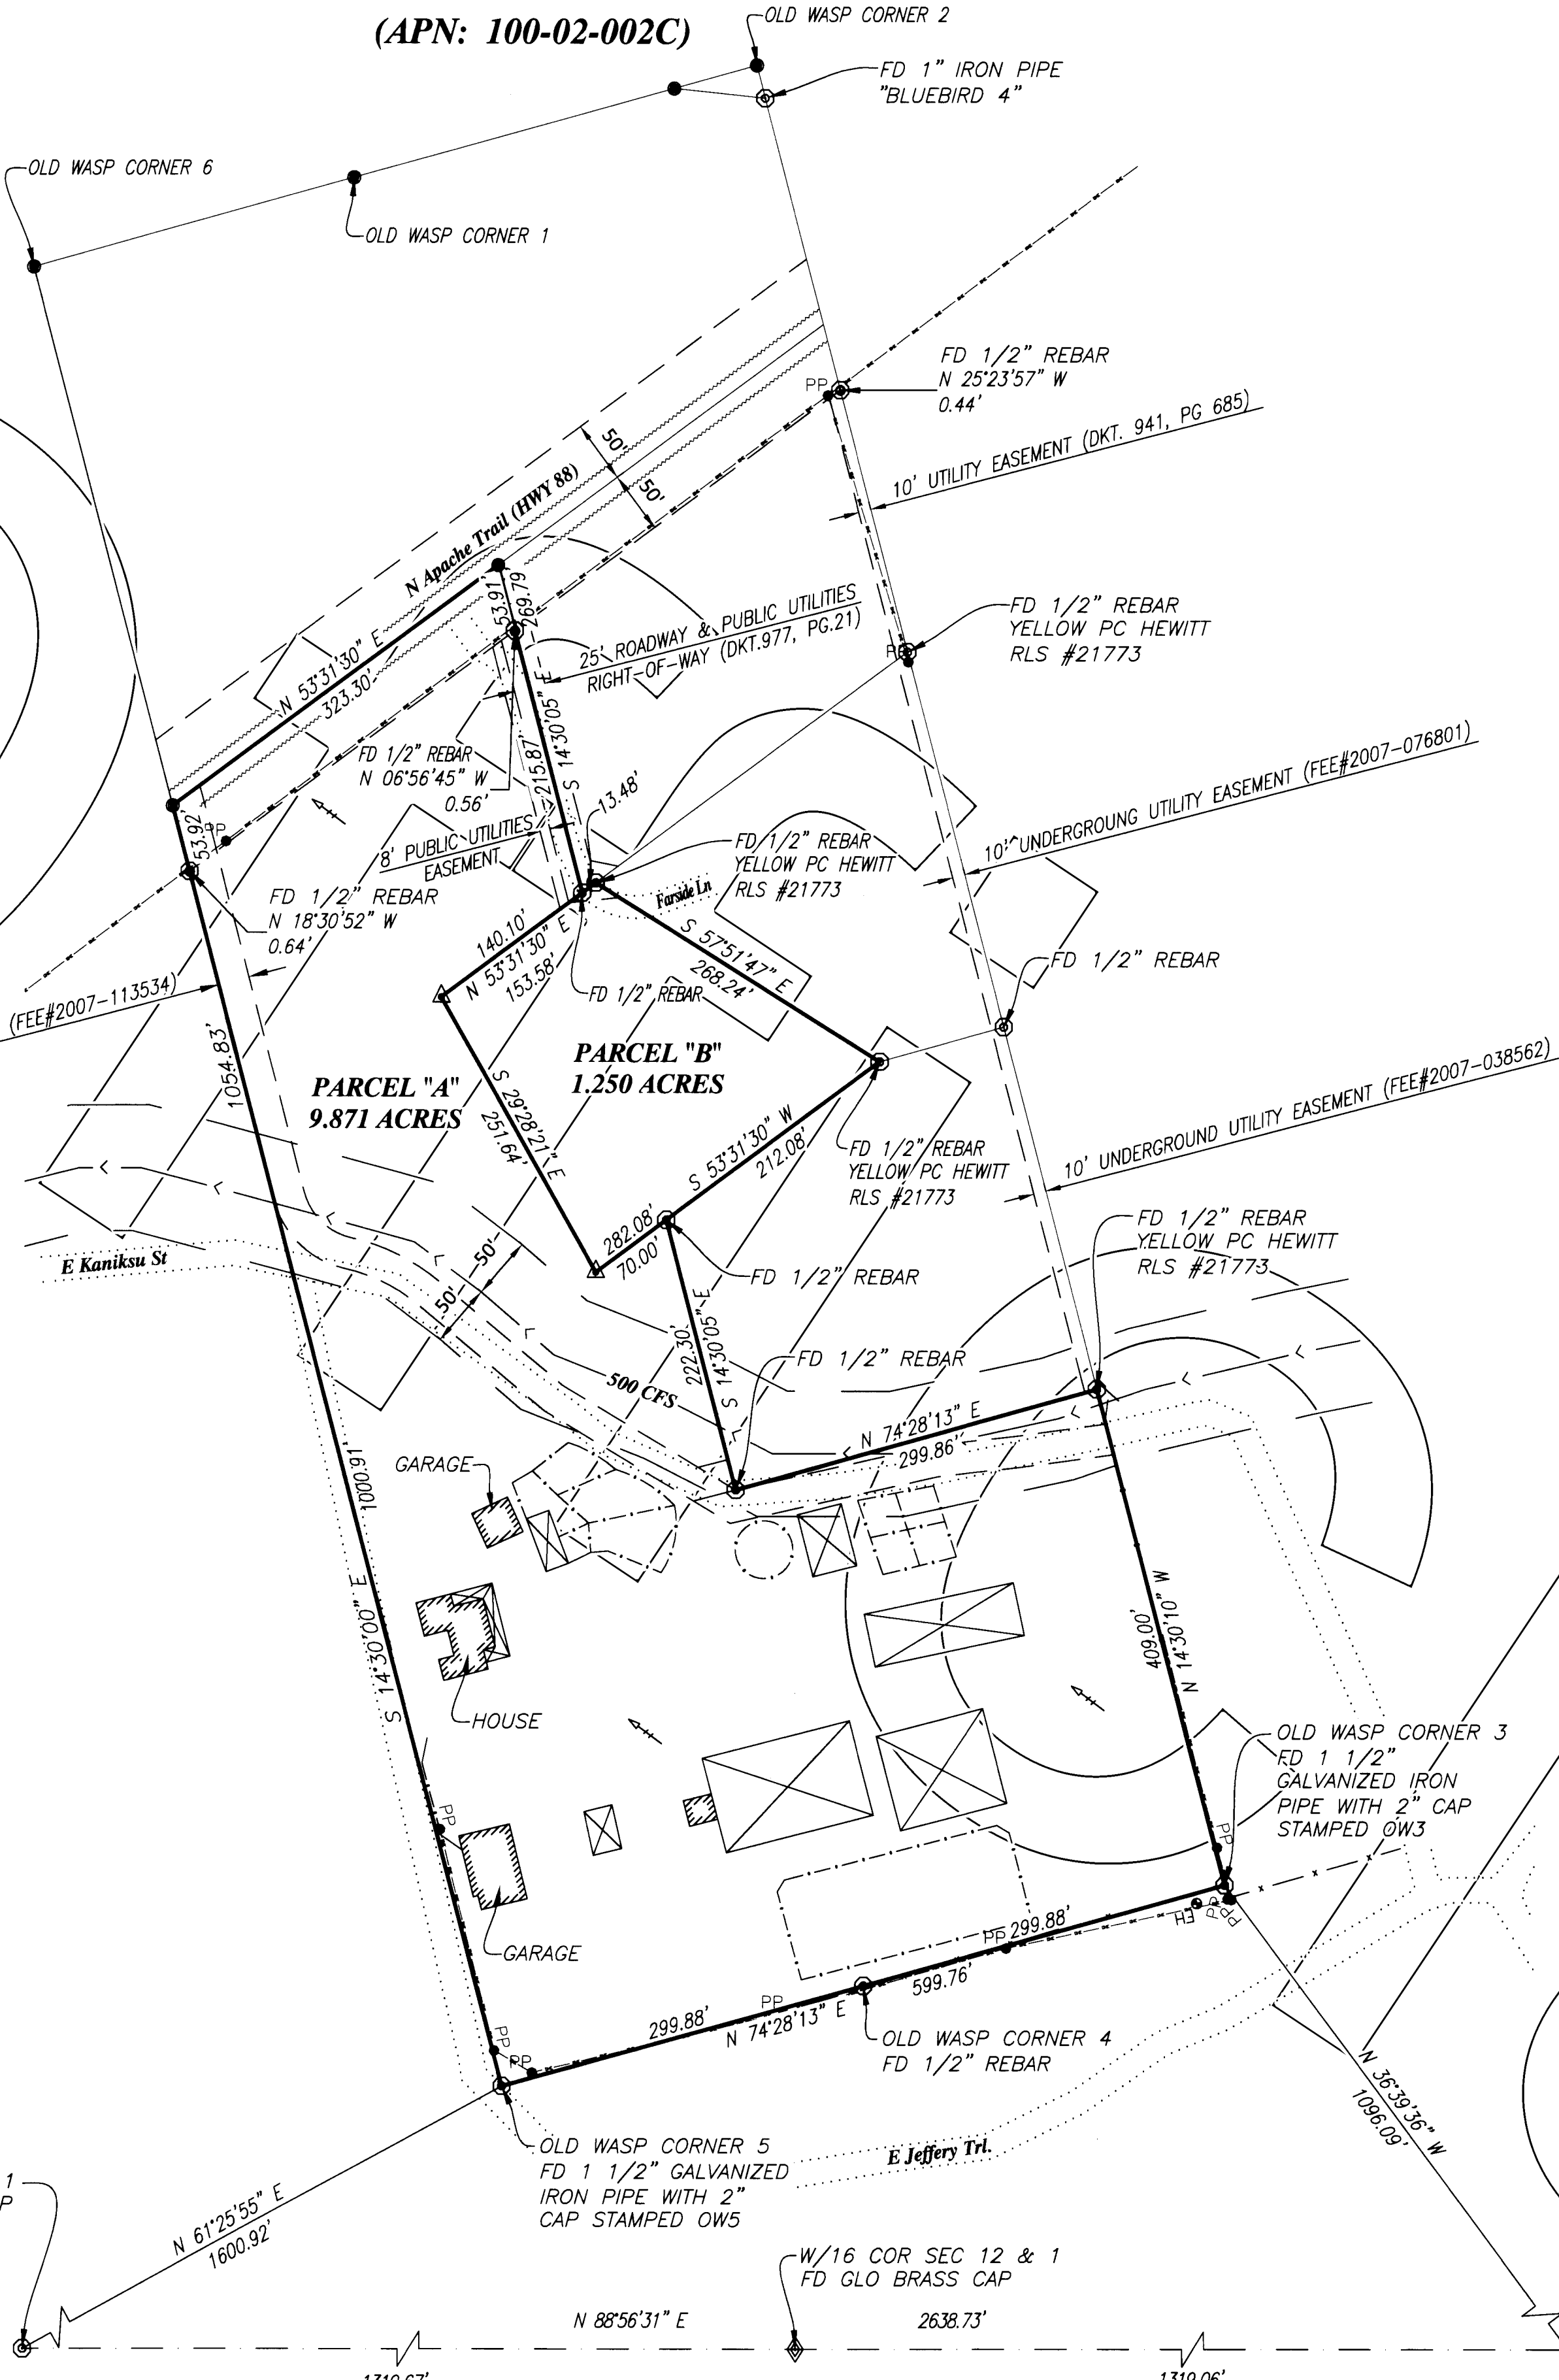 (APN: 100-02-002C)
OLD WASP CORNER 2
FD 1" IRON PIPE
"BLUEBIRD 4"
OLD WASP CORNER 6
OLD WASP CORNER 1
FD 1/2" REBAR
N 25°23'57" W
0.44'
PP
10' UTILITY EASEMENT (DKT. 941, PG 685)
50'
50'
N Apache Trail (HWY 88)
53.91'
269.79'
25' ROADWAY & PUBLIC UTILITIES
RIGHT-OF-WAY (DKT.977, PG.21)
FD 1/2" REBAR
YELLOW PC HEWITT
RLS #21773
N 53°31'30" E
323.30'
FD 1/2" REBAR
N 06°56'45" W
0.56'
215.87'
S 14°30'05" E
13.48'
10' UNDERGROUNG UTILITY EASEMENT (FEE#2007-076801)
53.92'
PP
8' PUBLIC UTILITIES
EASEMENT
FD 1/2" REBAR
YELLOW PC HEWITT
RLS #21773
Farside Ln
FD 1/2" REBAR
N 18°30'52" W
0.64'
140.10'
N 53°31'30" E
153.58'
S 57°51'47" E
268.24'
FD 1/2" REBAR
FD 1/2" REBAR
(FEE#2007-113534)
1054.83'
PARCEL "B"
1.250 ACRES
PARCEL "A"
9.871 ACRES
S 29°28'21" E
251.64'
S 53°31'30" W
212.08'
FD 1/2" REBAR
YELLOW PC HEWITT
RLS #21773
10' UNDERGROUND UTILITY EASEMENT (FEE#2007-038562)
282.08'
70.00'
FD 1/2" REBAR
FD 1/2" REBAR
YELLOW PC HEWITT
RLS #21773
E Kaniksu St
50'
50'
222.30'
S 14°30'05" E
FD 1/2" REBAR
500 CFS
N 74°28'13" E
299.86'
GARAGE
1000.91'
S 14°30'00" E
HOUSE
409.00'
N 14°30'10" W
OLD WASP CORNER 3
FD 1 1/2"
GALVANIZED IRON
PIPE WITH 2" CAP
STAMPED OW3
PP
PP
GARAGE
FH
PP
PP
PP
299.88'
599.76'
PP
299.88'
N 74°28'13" E
PP
PP
OLD WASP CORNER 4
FD 1/2" REBAR
N 36°39'36" W
1096.09'
OLD WASP CORNER 5
FD 1 1/2" GALVANIZED
IRON PIPE WITH 2"
CAP STAMPED OW5
E Jeffery Trl.
1
P
N 61°25'55" E
1600.92'
W/16 COR SEC 12 & 1
FD GLO BRASS CAP
N 88°56'31" E
2638.73'
1319.67'
1319.06'